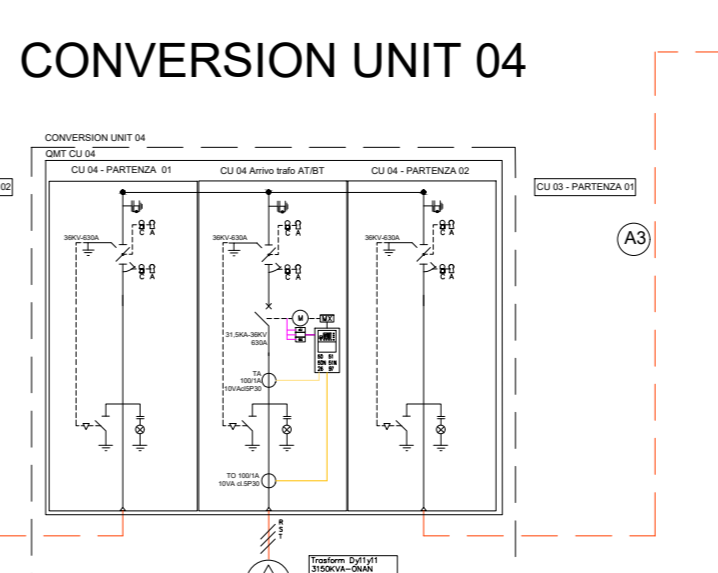 CONVERSION UNIT 04
CONVERSION UNIT 04
QMT CU 04
CU 04 - PARTENZA 01
CU 04 Arrivo trafo AT/BT
CU 04 - PARTENZA 02
02
CU 03 - PARTENZA 01
A3
C A
C A
C A
36KV-630A
36KV-630A
36KV-630A
C A
C A
C A
M
MX
31,5KA-36KV
630A
50 51
50N 51N
26 97
TA
100/1A
10VAcl5P30
TO 100/1A
10VA cl.5P30
R
S
T
Trasform Dy11y11
3150KVA-ONAN